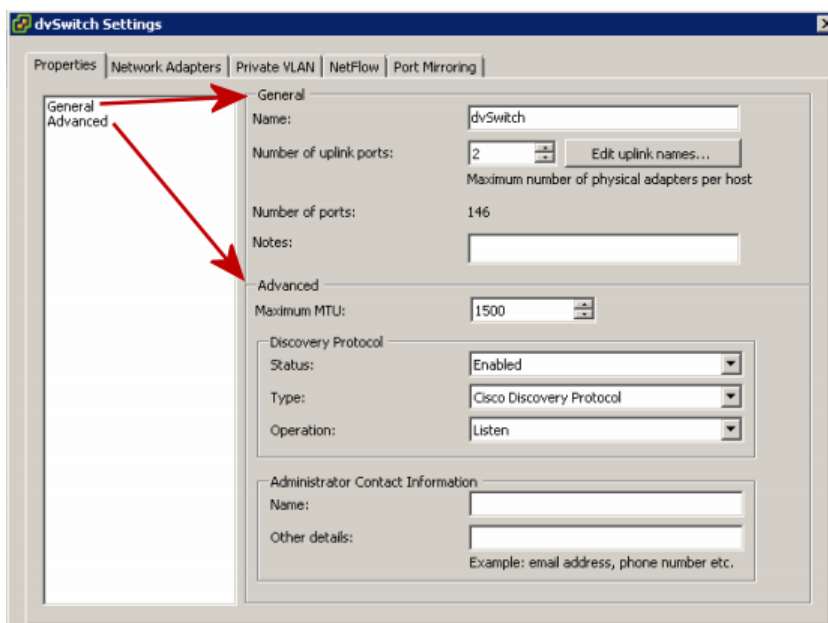 dvSwitch Settings
Properties Network Adapters Private VLAN NetFlow Port Mirroring
General
Advanced
General
Name: dvSwitch
Number of uplink ports: 2 Edit uplink names...
Maximum number of physical adapters per host
Number of ports: 146
Notes:
Advanced
Maximum MTU: 1500
Discovery Protocol
Status: Enabled
Type: Cisco Discovery Protocol
Operation: Listen
Administrator Contact Information
Name:
Other details:
Example: email address, phone number etc.